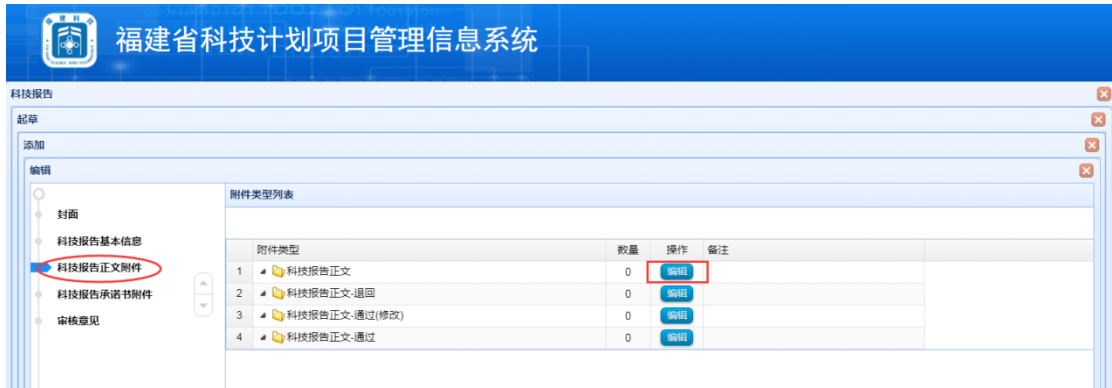 福建省科技计划项目管理信息系统
科技报告
起草
添加
编辑
附件类型列表
封面
科技报告基本信息
科技报告正文附件
科技报告承诺书附件
审核意见
附件类型 数量 操作 备注
1 科技报告正文 0 编辑
2 科技报告正文-退回 0 编辑
3 科技报告正文-通过(修改) 0 编辑
4 科技报告正文-通过 0 编辑